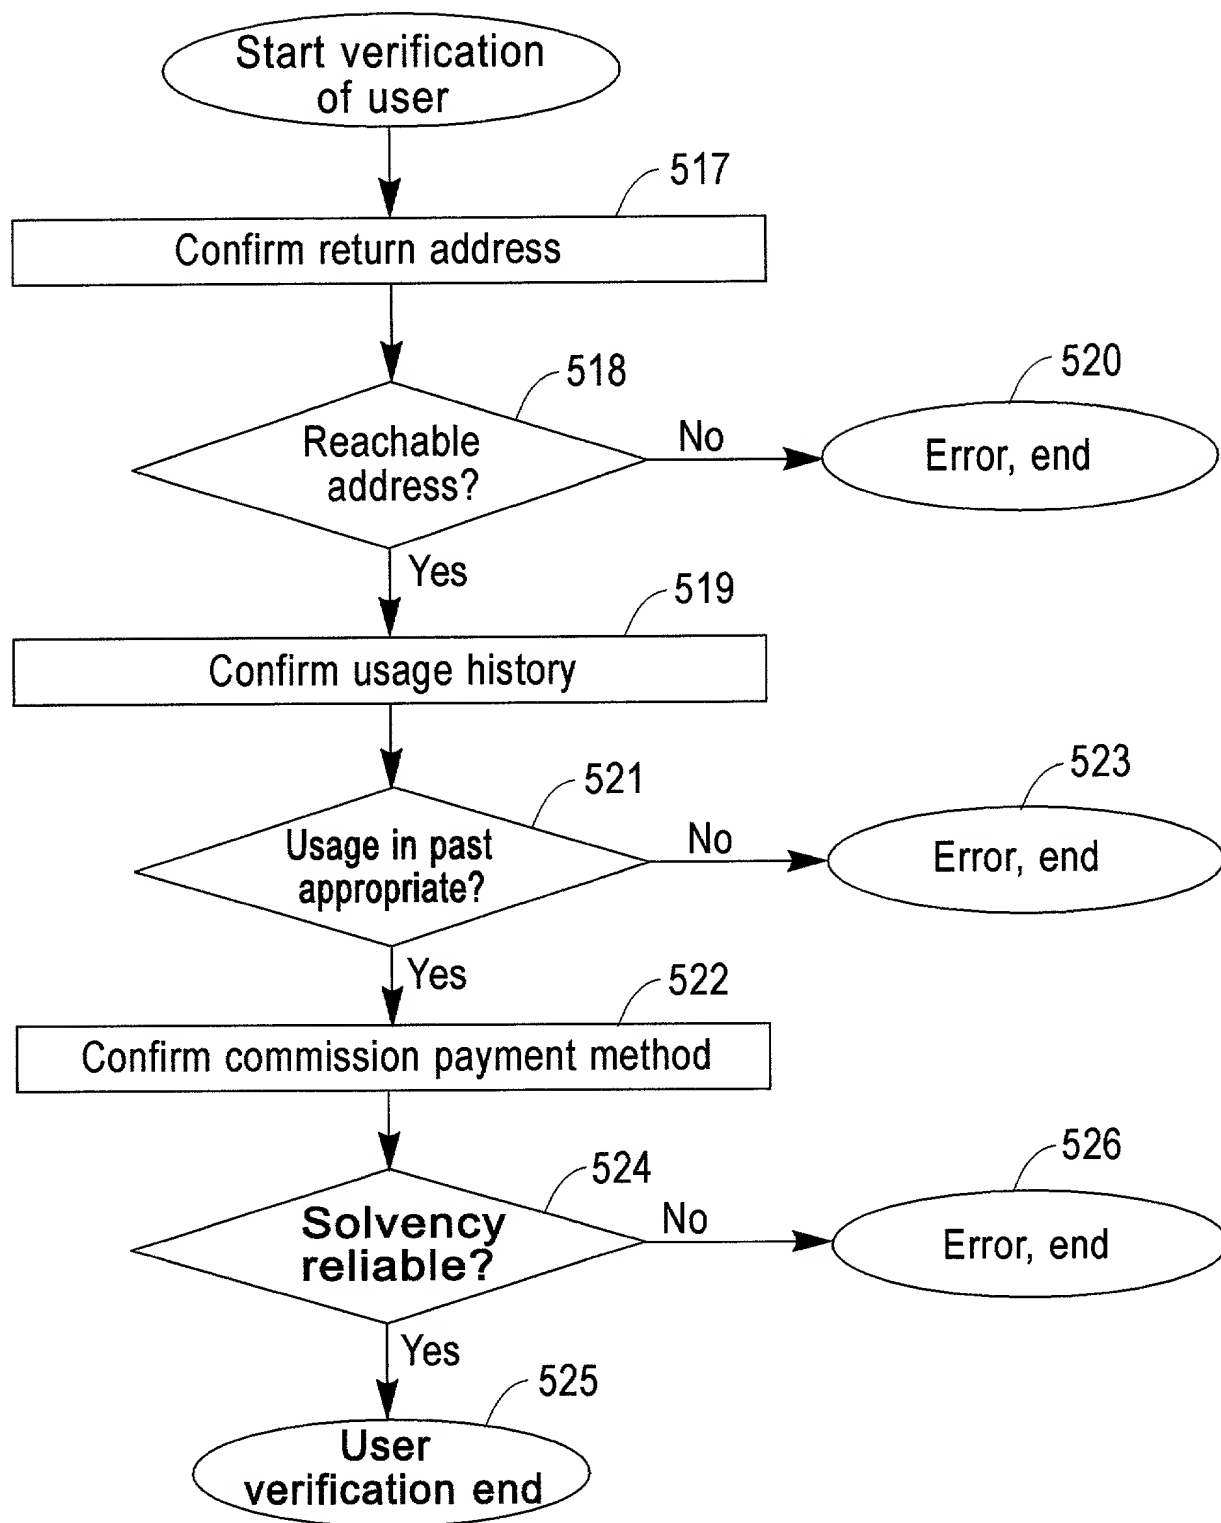 Start verification
of user
517
Confirm return address
518
Reachable
address?
No
520
Error, end
Yes
519
Confirm usage history
521
Usage in past
appropriate?
No
523
Error, end
Yes
522
Confirm commission payment method
524
Solvency
reliable?
No
526
Error, end
Yes
525
User
verification end